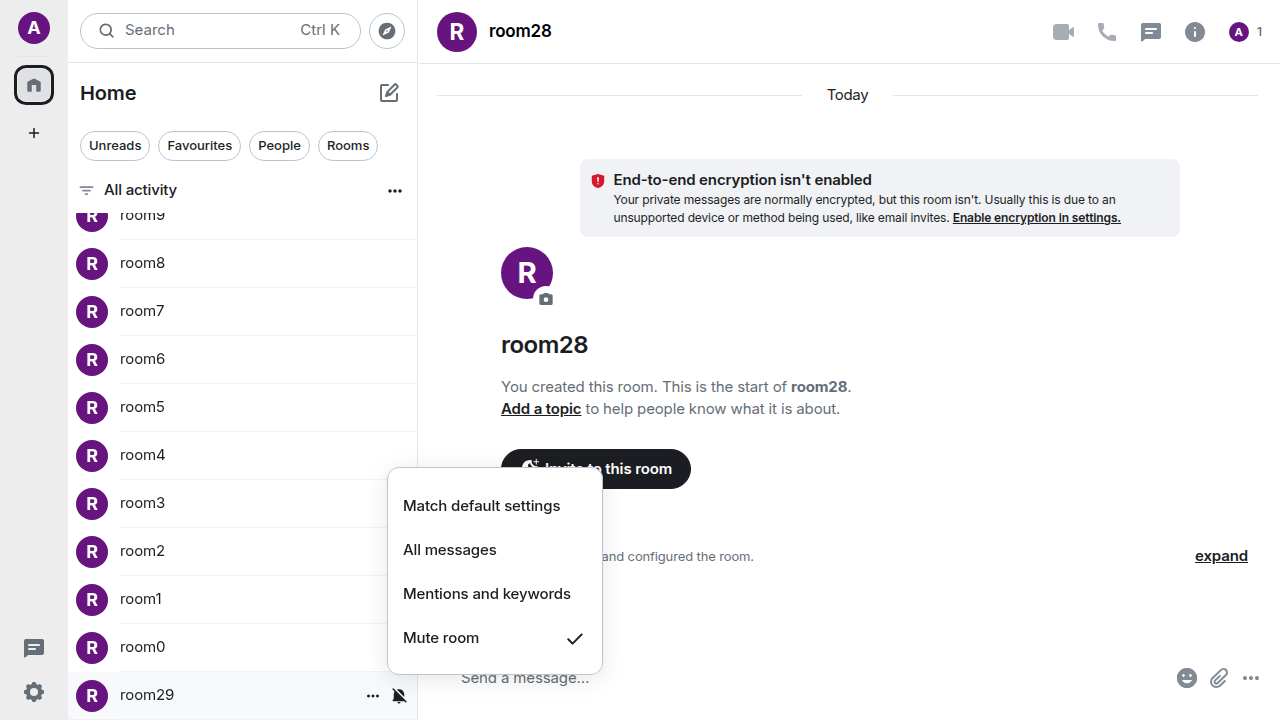 A
Search Ctrl K
Home
Unreads Favourites People Rooms
All activity
R room9
R room8
R room7
R room6
R room5
R room4
R room3
R room2
R room1
R room0
R room29
R room28
A 1
Today
End-to-end encryption isn't enabled
Your private messages are normally encrypted, but this room isn't. Usually this is due to an
unsupported device or method being used, like email invites. Enable encryption in settings.
R
room28
You created this room. This is the start of room28.
Add a topic to help people know what it is about.
Invite to this room
and configured the room.
expand
Match default settings
All messages
Mentions and keywords
Mute room
Send a message...